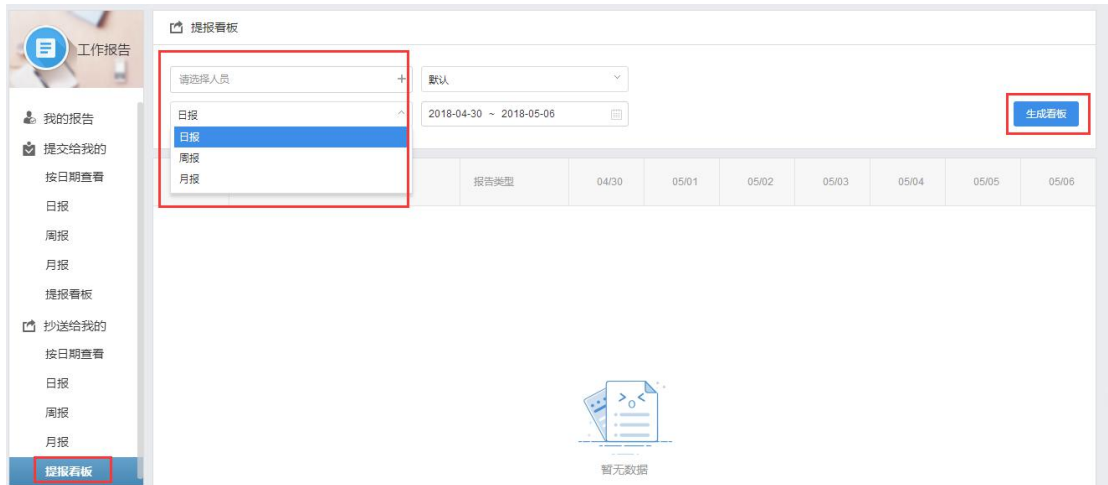 工作报告
我的报告
提交给我的
按日期查看
日报
周报
月报
提报看板
抄送给我的
按日期查看
日报
周报
月报
提报看板
提报看板
请选择人员 + 默认
日报 2018-04-30 ~ 2018-05-06 生成看板
日报
周报
月报
报告类型 04/30 05/01 05/02 05/03 05/04 05/05 05/06
暂无数据